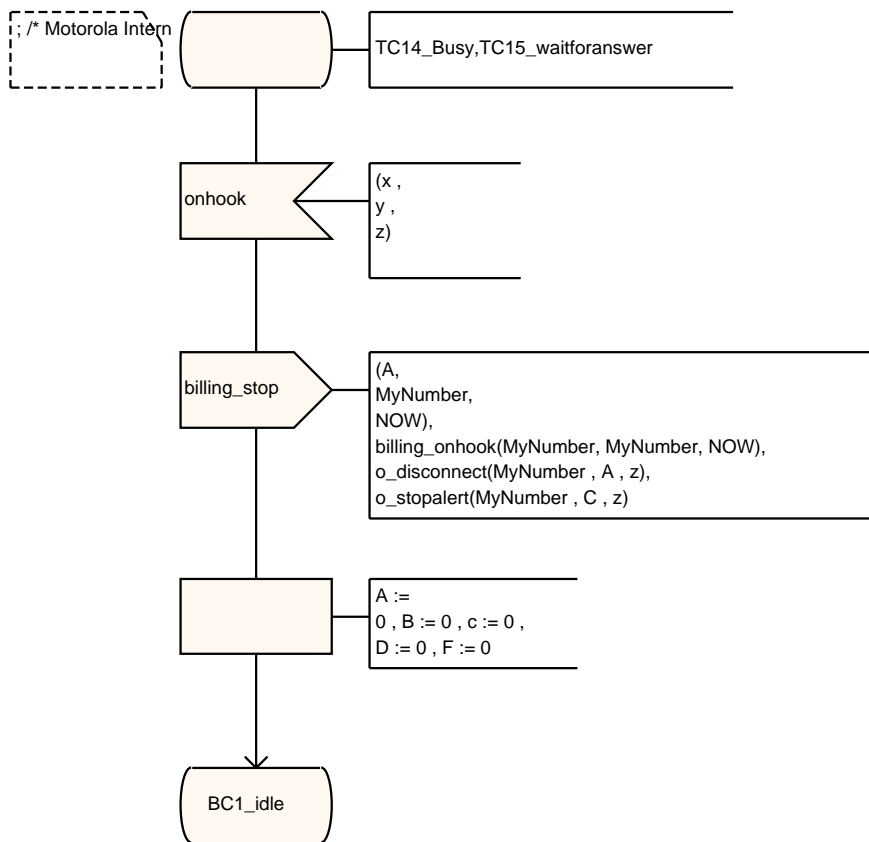 ; /* Motorola Intern
TC14_Busy,TC15_waitforanswer
onhook
(x ,
y ,
z)
billing_stop
(A,
MyNumber,
NOW),
billing_onhook(MyNumber, MyNumber, NOW),
o_disconnect(MyNumber , A , z),
o_stopalert(MyNumber , C , z)
A :=
0 , B := 0 , c := 0 ,
D := 0 , F := 0
BC1_idle